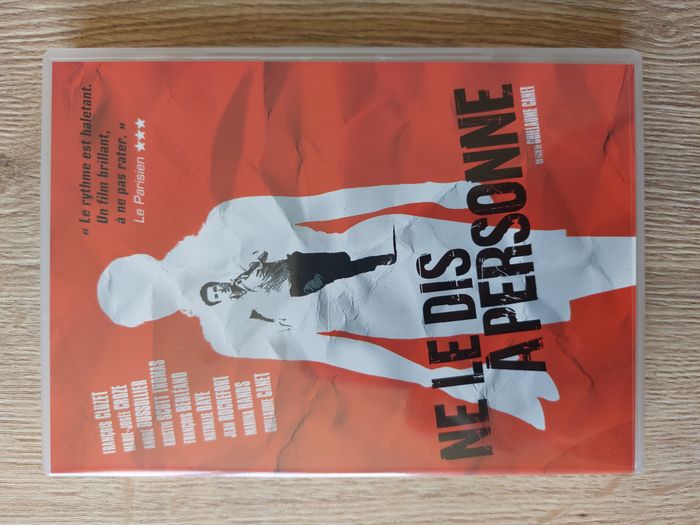 « Le rythme est haletant.
Un film brillant,
à ne pas rater. »
Le Parisien ★★★
FRANÇOIS CLUZET
MARIE-JOSÉE CROZE
ANDRÉ DUSSOLLIER
KRISTIN SCOTT THOMAS
FRANÇOIS BERLÉAND
NATHALIE BAYE
JEAN ROCHEFORT
MARINA HANDS
GUILLAUME CANET
NE LE DIS
À PERSONNE
UN FILM DE GUILLAUME CANET